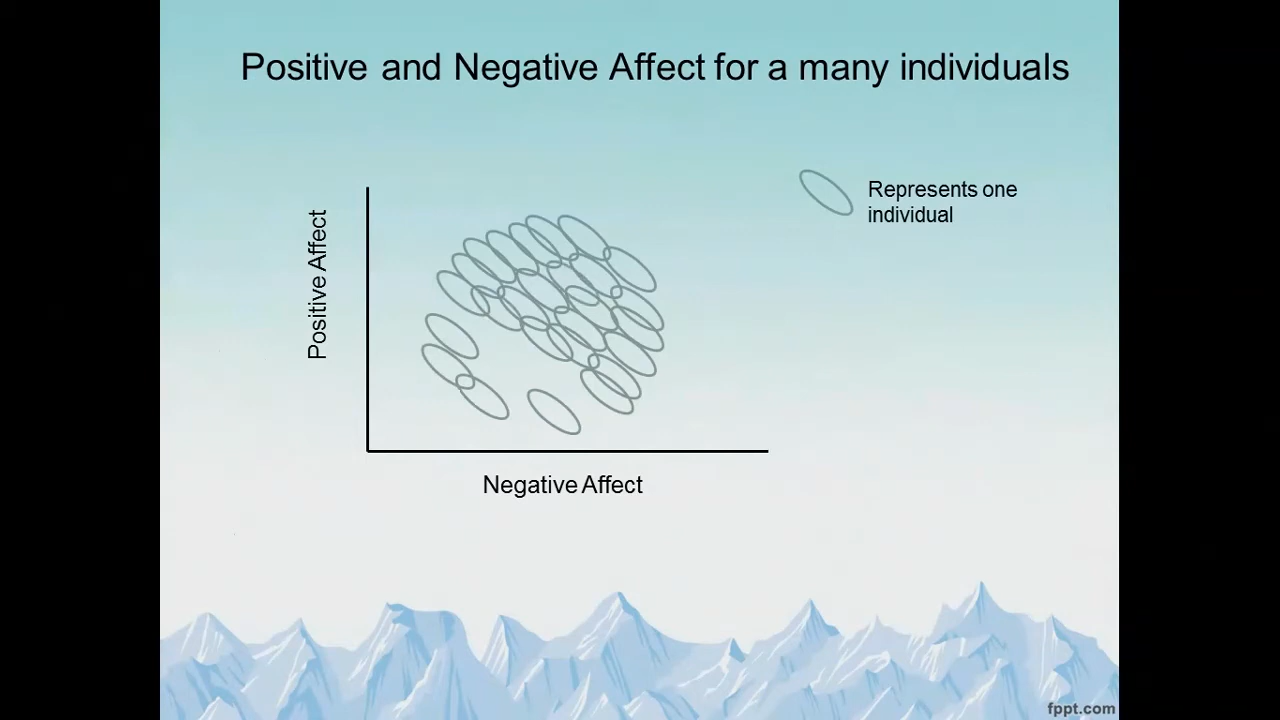 Positive and Negative Affect for a many individuals
Represents one
individual
Positive Affect
Negative Affect
fppt.com